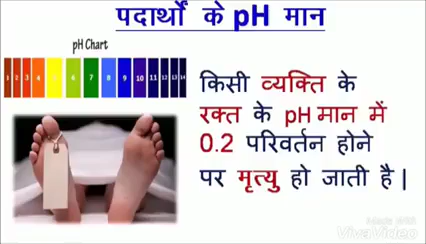 पदार्थों के pH मान
pH Chart
1 2 3 4 5 6 7 8 9 10 11 12 13 14
किसी व्यक्ति के
रक्त के pH मान में
0.2 परिवर्तन होने
पर मृत्यु हो जाती है |
Made With
VivaVideo